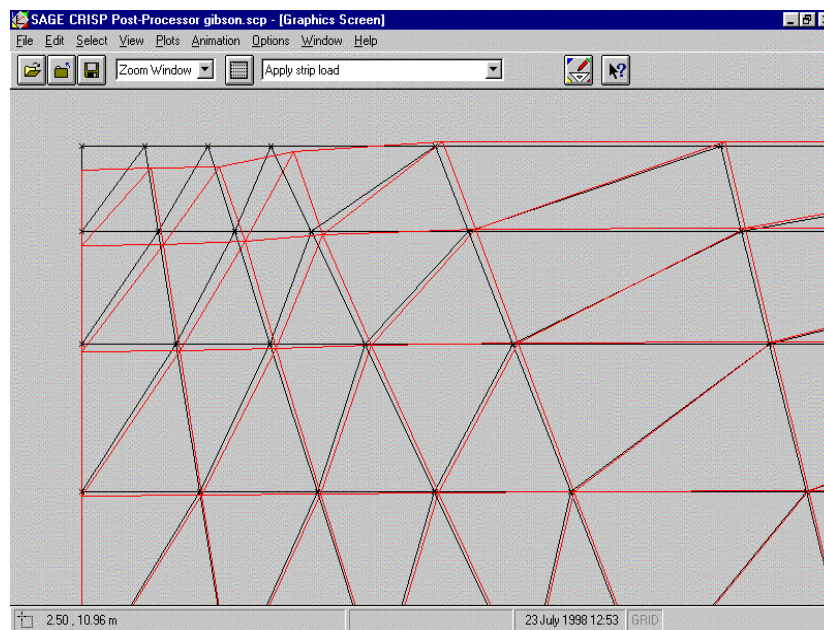 SAGE CRISP Post-Processor gibson.scp - [Graphics Screen]
File Edit Select View Plots Animation Options Window Help
Zoom Window Apply strip load
2.50 , 10.96 m 23 July 1998 12:53 GRID